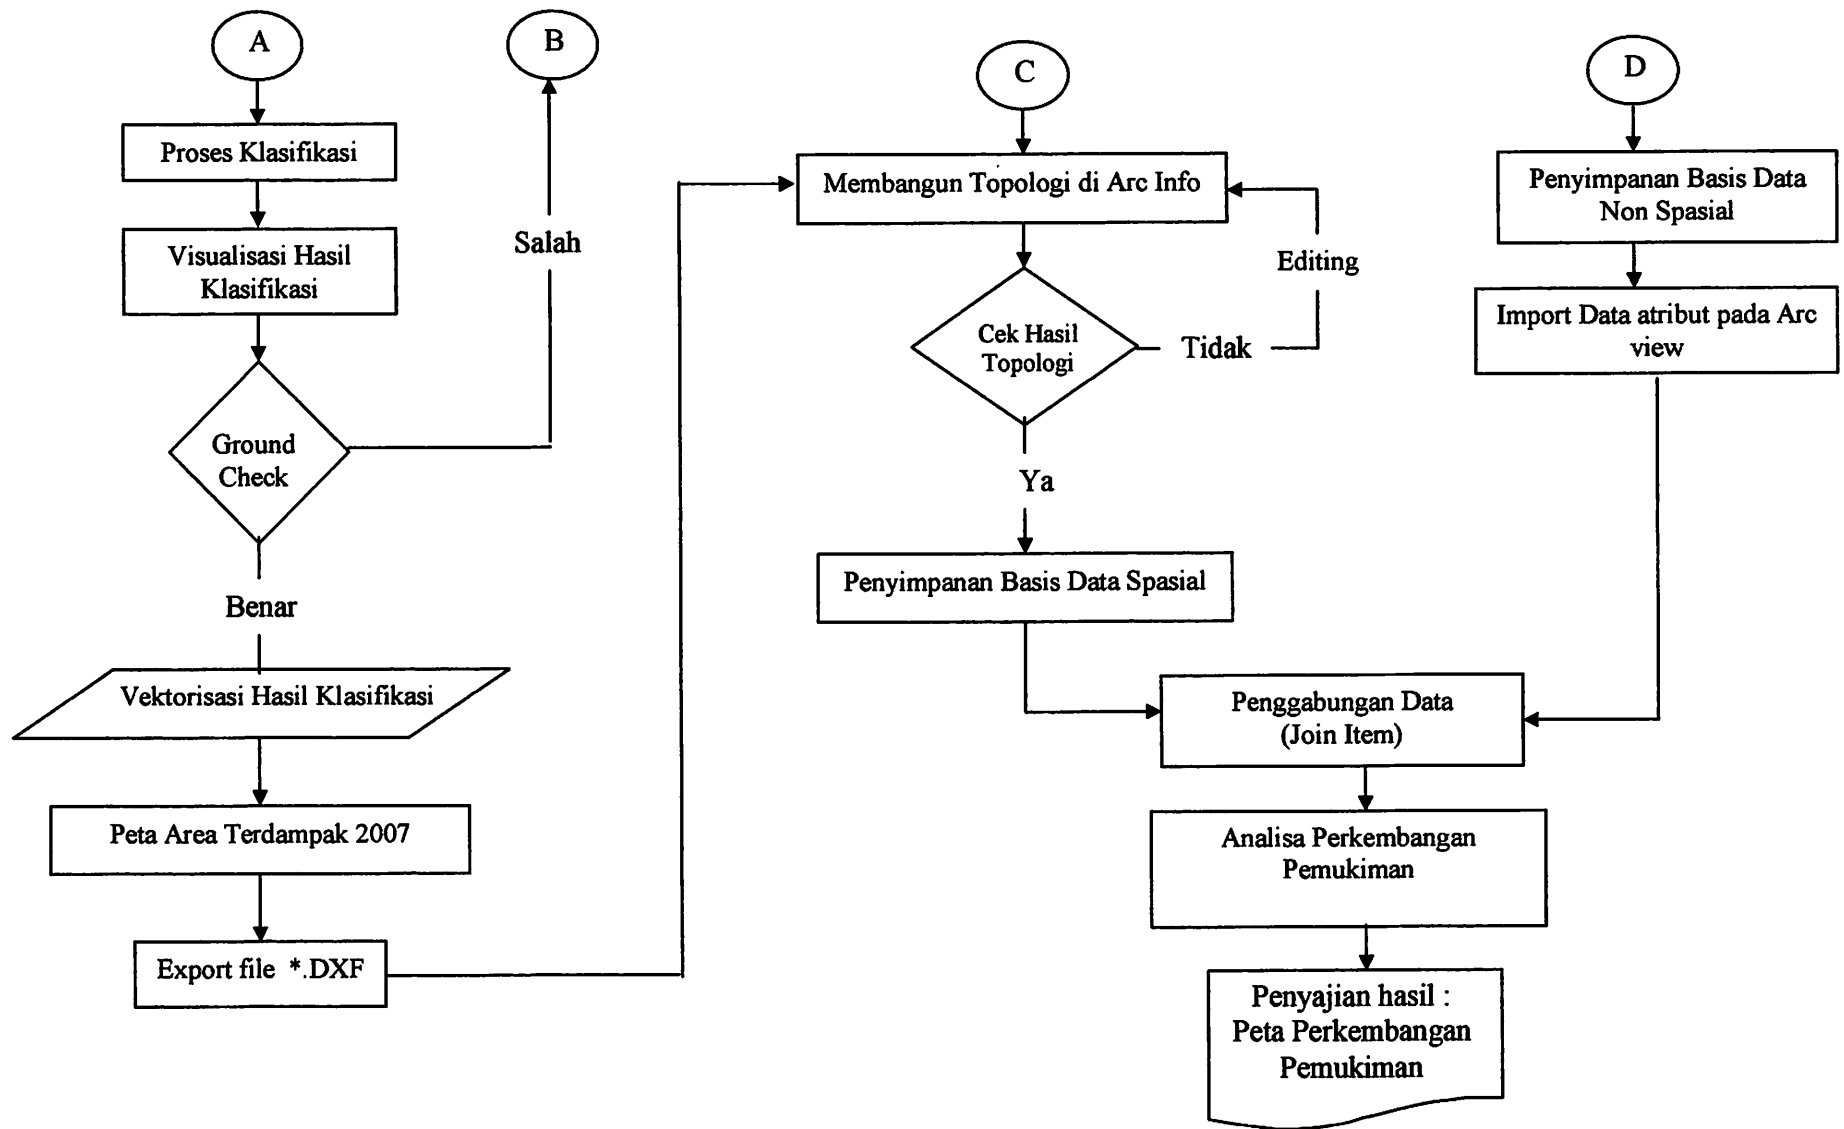 A
Proses Klasifikasi
Visualisasi Hasil
Klasifikasi
Ground
Check
Benar
Vektorisasi Hasil Klasifikasi
Peta Area Terdampak 2007
Export file *.DXF
B
Salah
C
Membangun Topologi di Arc Info
Editing
Cek Hasil
Topologi
Tidak
Ya
Penyimpanan Basis Data Spasial
D
Penyimpanan Basis Data
Non Spasial
Import Data atribut pada Arc
view
Penggabungan Data
(Join Item)
Analisa Perkembangan
Pemukiman
Penyajian hasil :
Peta Perkembangan
Pemukiman